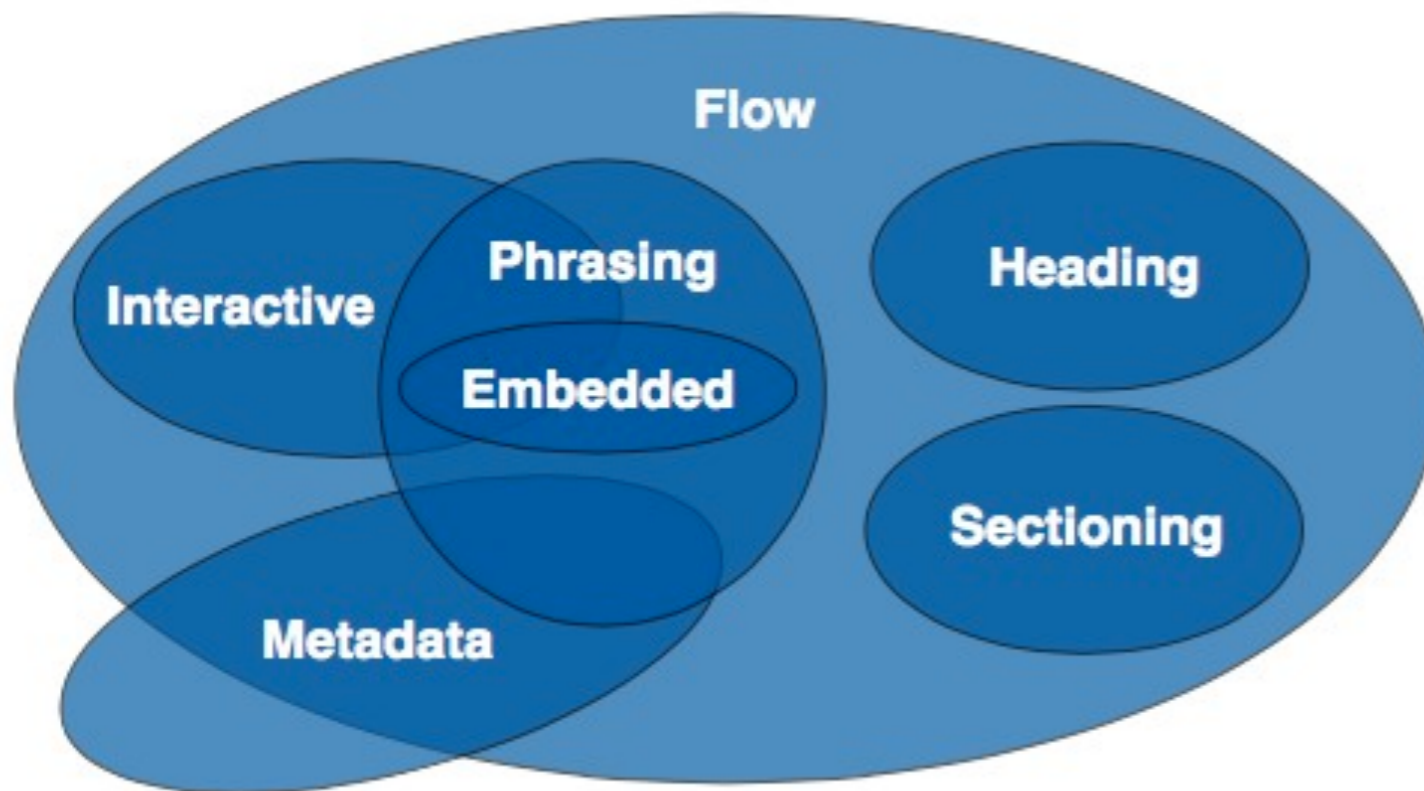 Flow
Phrasing
Heading
Interactive
Embedded
Sectioning
Metadata